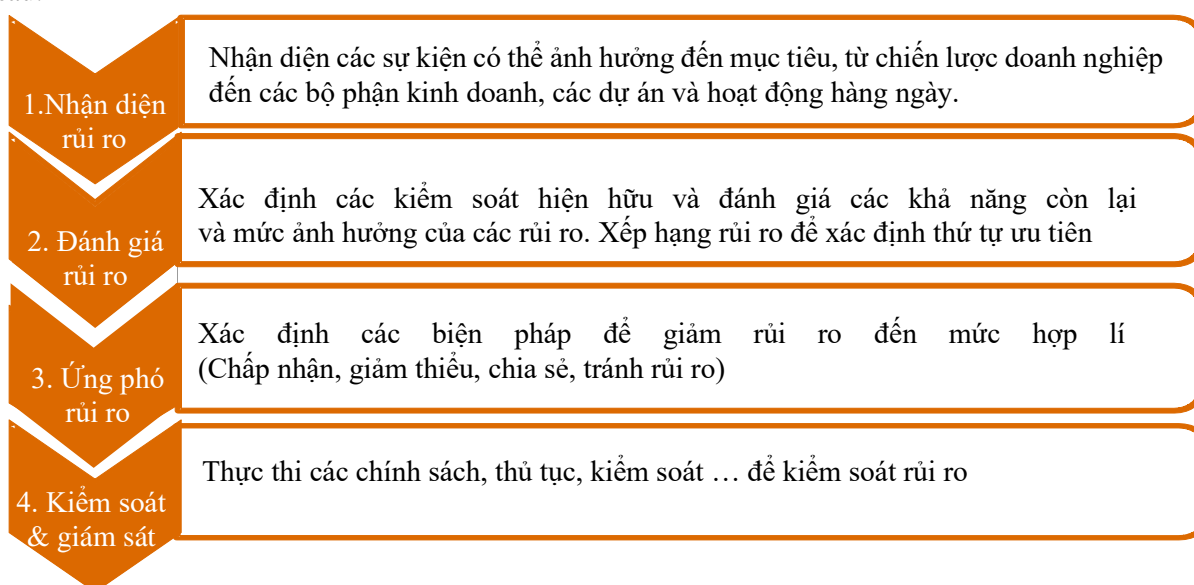 Nhận diện các sự kiện có thể ảnh hưởng đến mục tiêu, từ chiến lược doanh nghiệp
đến các bộ phận kinh doanh, các dự án và hoạt động hàng ngày.
1.Nhận diện
rủi ro
Xác định các kiểm soát hiện hữu và đánh giá các khả năng còn lại
và mức ảnh hưởng của các rủi ro. Xếp hạng rủi ro để xác định thứ tự ưu tiên
2. Đánh giá
rủi ro
Xác định các biện pháp để giảm rủi ro đến mức hợp lí
(Chấp nhận, giảm thiểu, chia sẻ, tránh rủi ro)
3. Ứng phó
rủi ro
Thực thi các chính sách, thủ tục, kiểm soát … để kiểm soát rủi ro
4. Kiểm soát
& giám sát